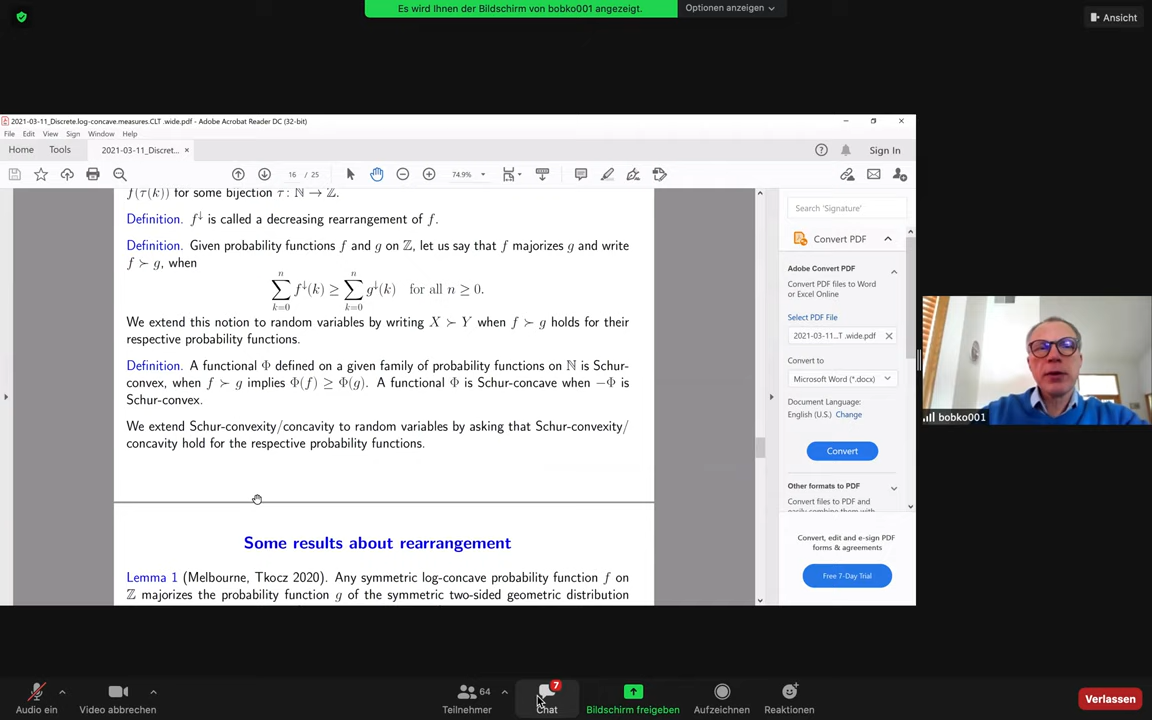 Es wird Ihnen der Bildschirm von bobko001 angezeigt.
Optionen anzeigen
Ansicht
2021-03-11_Discrete.log-concave.measures.CLT .wide.pdf - Adobe Acrobat Reader DC (32-bit)
File Edit View Sign Window Help
Home Tools 2021-03-11_Discret... × Sign In
16 / 25 74.9%
f(τ(k)) for some bijection τ : ℕ → ℤ.
Definition. f↓ is called a decreasing rearrangement of f.
Definition. Given probability functions f and g on ℤ, let us say that f majorizes g and write
f ≻ g, when
∑_{k=0}^{n} f↓(k) ≥ ∑_{k=0}^{n} g↓(k) for all n ≥ 0.
We extend this notion to random variables by writing X ≻ Y when f ≻ g holds for their
respective probability functions.
Definition. A functional Φ defined on a given family of probability functions on ℕ is Schur-
convex, when f ≻ g implies Φ(f) ≥ Φ(g). A functional Φ is Schur-concave when −Φ is
Schur-convex.
We extend Schur-convexity/concavity to random variables by asking that Schur-convexity/
concavity hold for the respective probability functions.
Some results about rearrangement
Lemma 1 (Melbourne, Tkocz 2020). Any symmetric log-concave probability function f on
ℤ majorizes the probability function g of the symmetric two-sided geometric distribution
Search 'Signature'
Convert PDF
Adobe Convert PDF
Convert PDF Files to Word
or Excel Online
Select PDF File
2021-03-11...T .wide.pdf
Convert to
Microsoft Word (*.docx)
Document Language:
English (U.S.) Change
Convert
Other formats to PDF and
easily combine them with
Convert, edit and e-sign PDF
forms & agreements
Free 7-Day Trial
bobko001
Audio ein
Video abbrechen
64
Teilnehmer
7
Chat
Bildschirm freigeben
Aufzeichnen
Reaktionen
Verlassen